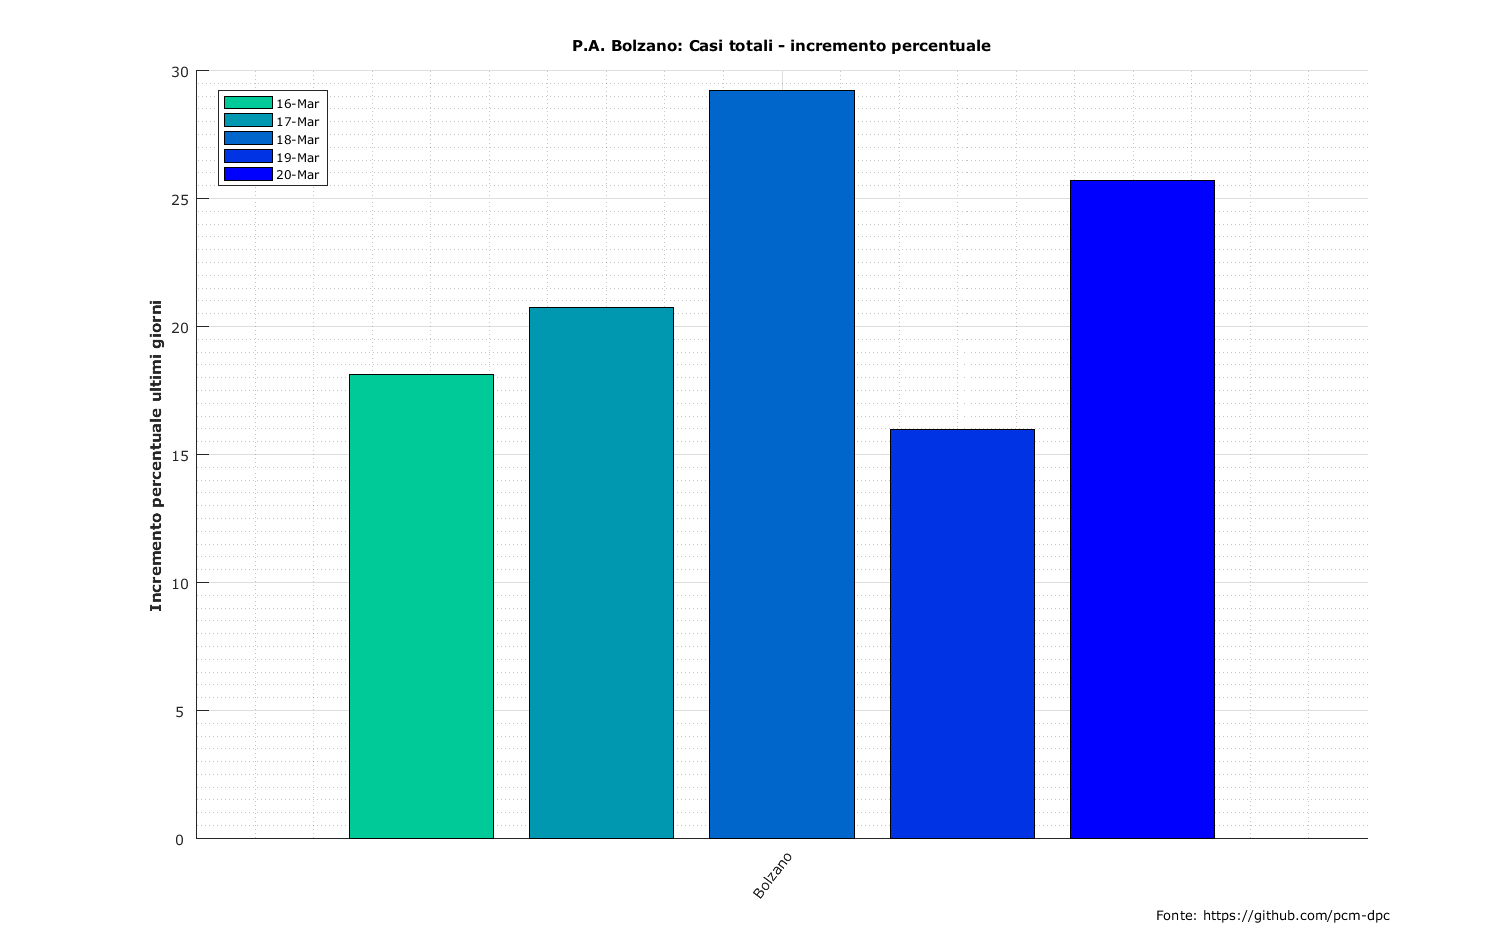 P.A. Bolzano: Casi totali - incremento percentuale
30
25
20
15
10
5
0
Incremento percentuale ultimi giorni
16-Mar
17-Mar
18-Mar
19-Mar
20-Mar
Bolzano
Fonte: https://github.com/pcm-dpc